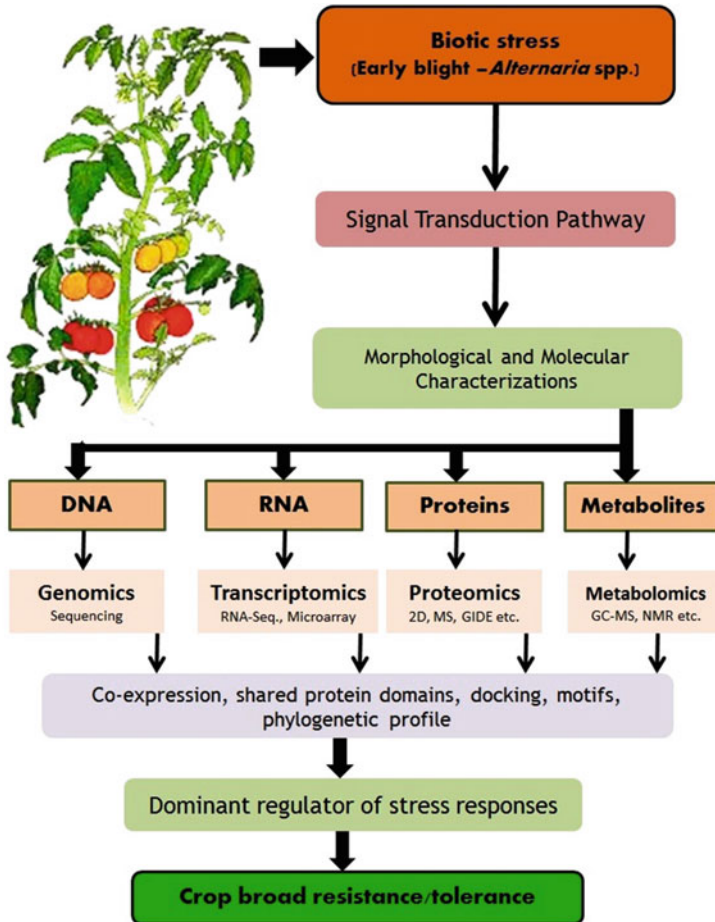 Biotic stress
(Early blight –Alternaria spp.)
Signal Transduction Pathway
Morphological and Molecular
Characterizations
DNA
RNA
Proteins
Metabolites
Genomics
Sequencing
Transcriptomics
RNA-Seq., Microarray
Proteomics
2D, MS, GIDE etc.
Metabolomics
GC-MS, NMR etc.
Co-expression, shared protein domains, docking, motifs,
phylogenetic profile
Dominant regulator of stress responses
Crop broad resistance/tolerance